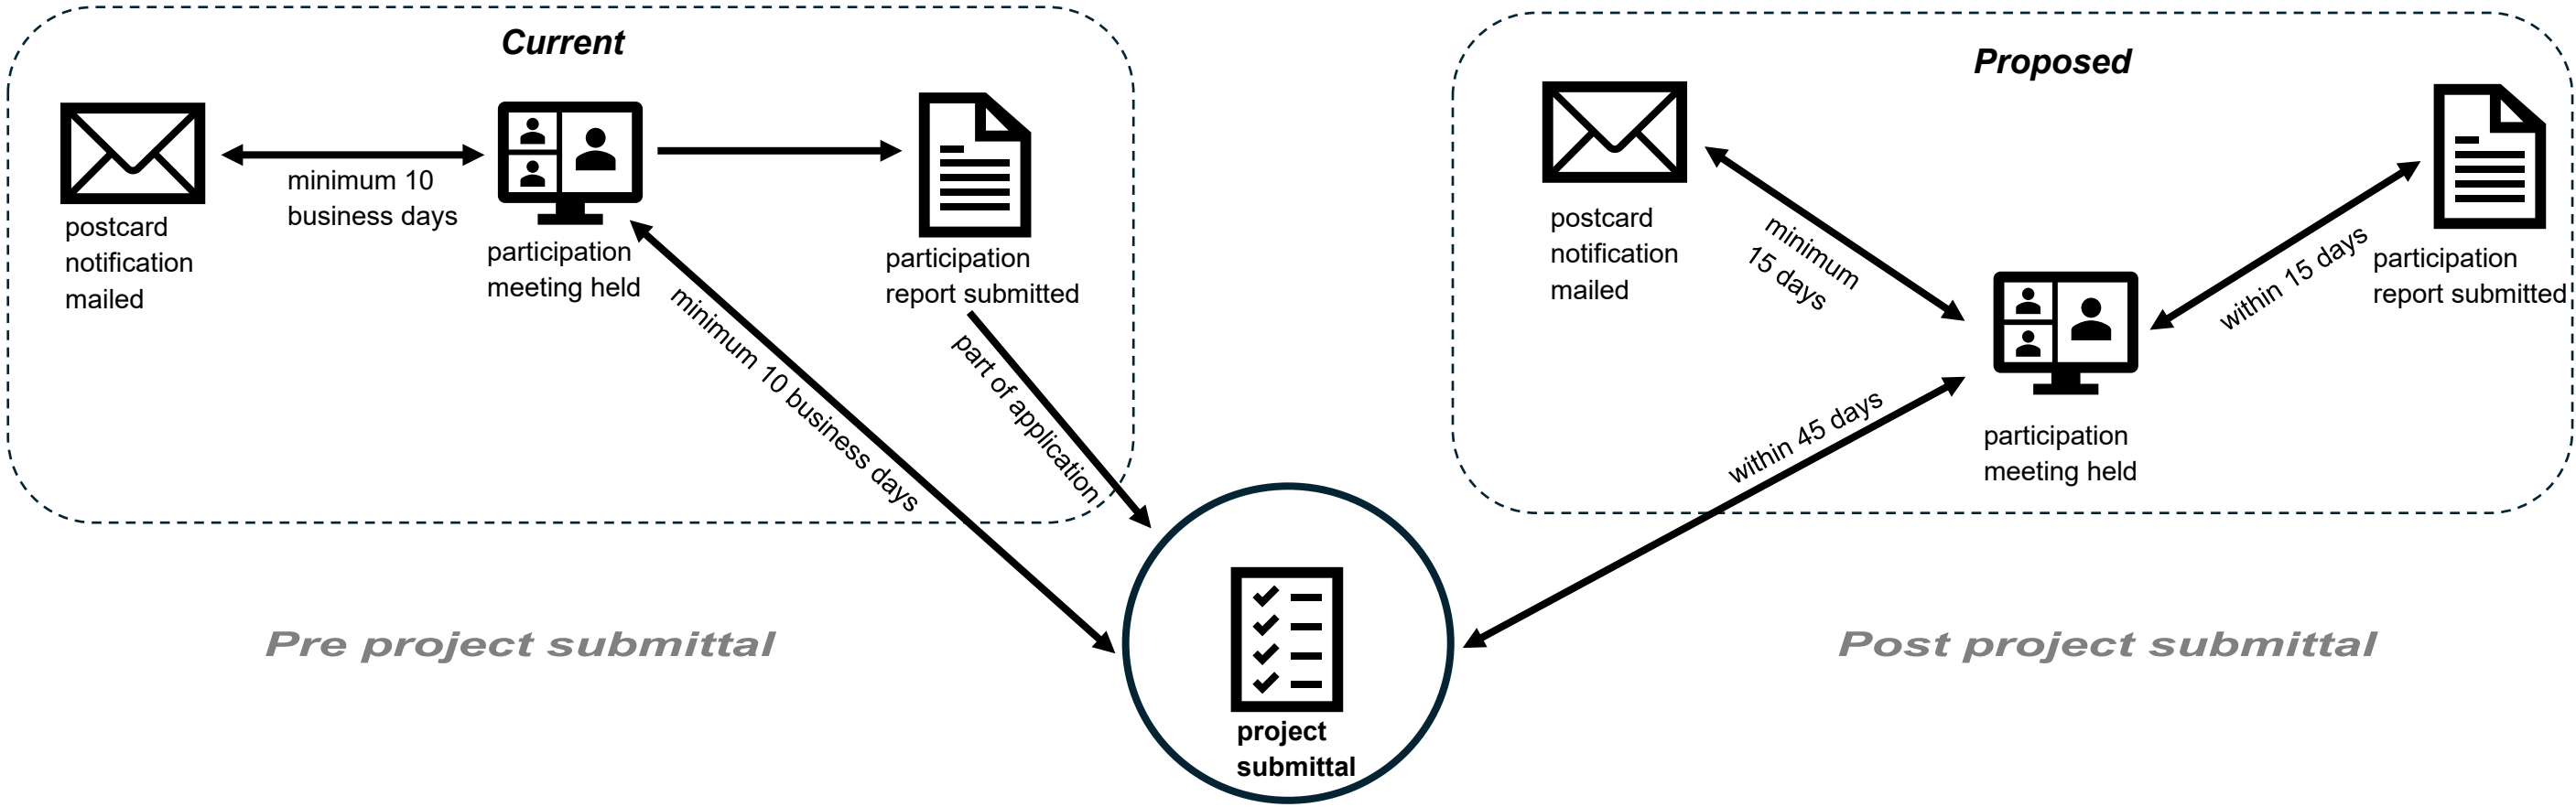 Current
postcard
notification
mailed
minimum 10
business days
participation
meeting held
participation
report submitted
minimum 10 business days
part of application
Pre project submittal
project
submittal
Proposed
postcard
notification
mailed
minimum
15 days
participation
meeting held
within 15 days
participation
report submitted
within 45 days
Post project submittal